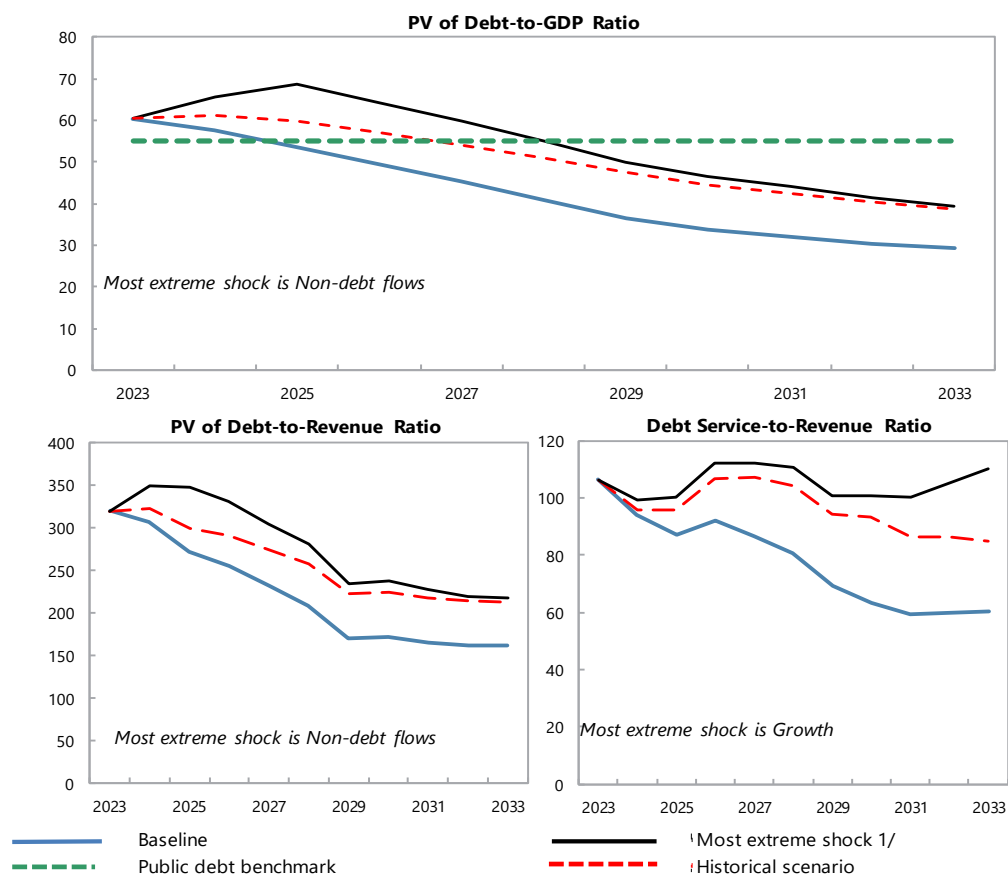 PV of Debt-to-GDP Ratio
80
70
60
50
40
30
20
10
0
Most extreme shock is Non-debt flows
2023 2025 2027 2029 2031 2033
PV of Debt-to-Revenue Ratio
400
350
300
250
200
150
100
50
0
Most extreme shock is Non-debt flows
2023 2025 2027 2029 2031 2033
Debt Service-to-Revenue Ratio
120
100
80
60
40
20
0
Most extreme shock is Growth
2023 2025 2027 2029 2031 2033
Baseline
Most extreme shock 1/
Public debt benchmark
Historical scenario